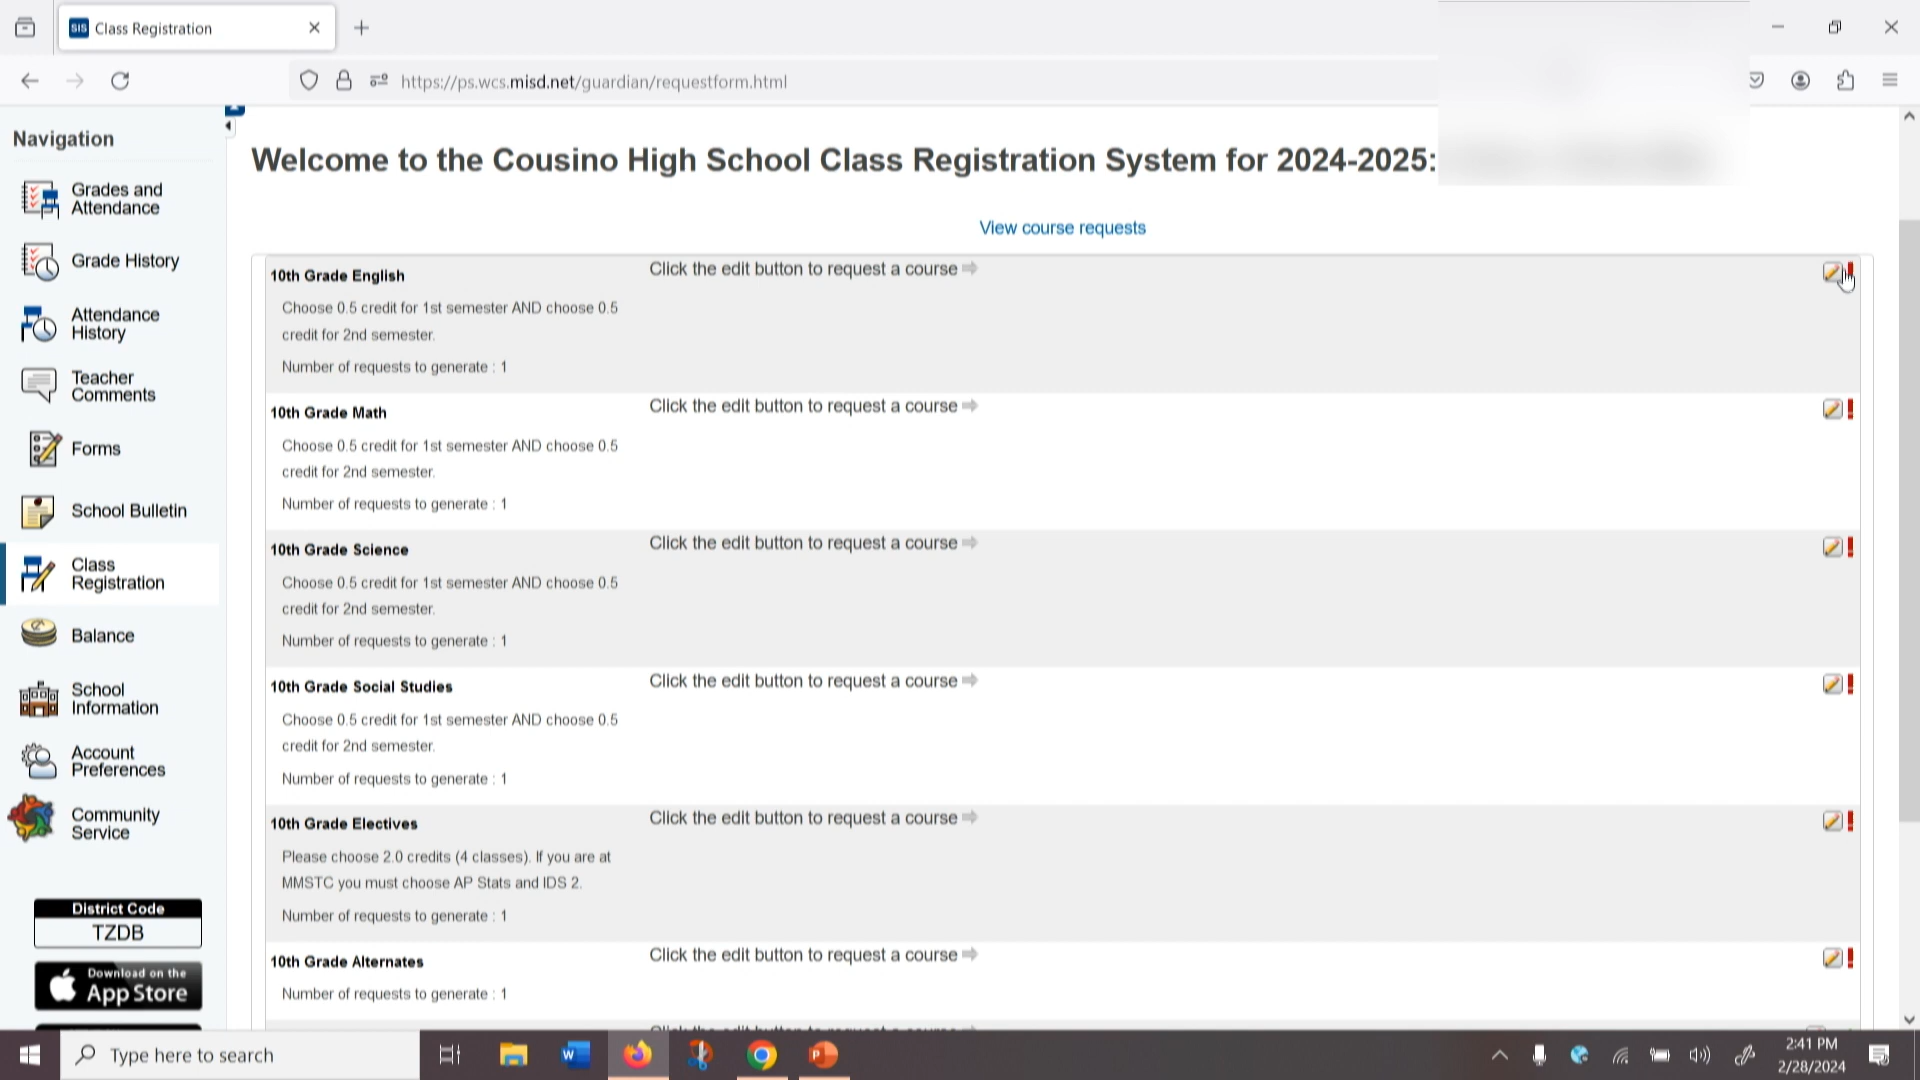 SIS Class Registration
https://ps.wcs.misd.net/guardian/requestform.html
Navigation
Grades and
Attendance
Grade History
Attendance
History
Teacher
Comments
Forms
School Bulletin
Class
Registration
Balance
School
Information
Account
Preferences
Community
Service
District Code
TZDB
Download on the
App Store
Welcome to the Cousino High School Class Registration System for 2024-2025:
View course requests
10th Grade English
Click the edit button to request a course
Choose 0.5 credit for 1st semester AND choose 0.5
credit for 2nd semester.
Number of requests to generate : 1
10th Grade Math
Click the edit button to request a course
Choose 0.5 credit for 1st semester AND choose 0.5
credit for 2nd semester.
Number of requests to generate : 1
10th Grade Science
Click the edit button to request a course
Choose 0.5 credit for 1st semester AND choose 0.5
credit for 2nd semester.
Number of requests to generate : 1
10th Grade Social Studies
Click the edit button to request a course
Choose 0.5 credit for 1st semester AND choose 0.5
credit for 2nd semester.
Number of requests to generate : 1
10th Grade Electives
Click the edit button to request a course
Please choose 2.0 credits (4 classes). If you are at
MMSTC you must choose AP Stats and IDS 2.
Number of requests to generate : 1
10th Grade Alternates
Click the edit button to request a course
Number of requests to generate : 1
Type here to search
2:41 PM
2/28/2024